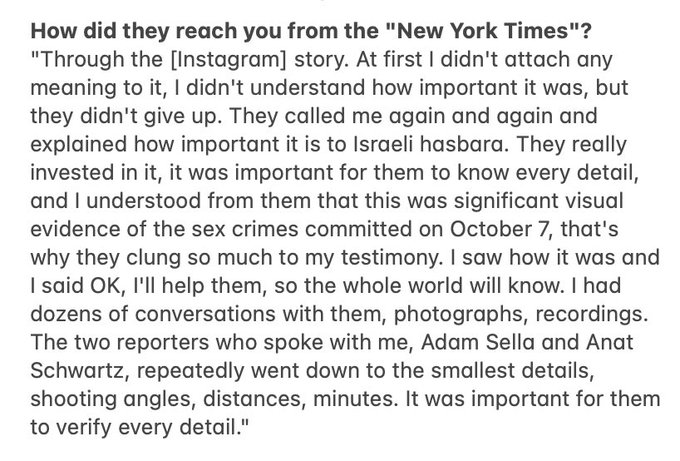 How did they reach you from the "New York Times"?
"Through the [Instagram] story. At first I didn't attach any
meaning to it, I didn't understand how important it was, but
they didn't give up. They called me again and again and
explained how important it is to Israeli hasbara. They really
invested in it, it was important for them to know every detail,
and I understood from them that this was significant visual
evidence of the sex crimes committed on October 7, that's
why they clung so much to my testimony. I saw how it was and
I said OK, I'll help them, so the whole world will know. I had
dozens of conversations with them, photographs, recordings.
The two reporters who spoke with me, Adam Sella and Anat
Schwartz, repeatedly went down to the smallest details,
shooting angles, distances, minutes. It was important for them
to verify every detail."